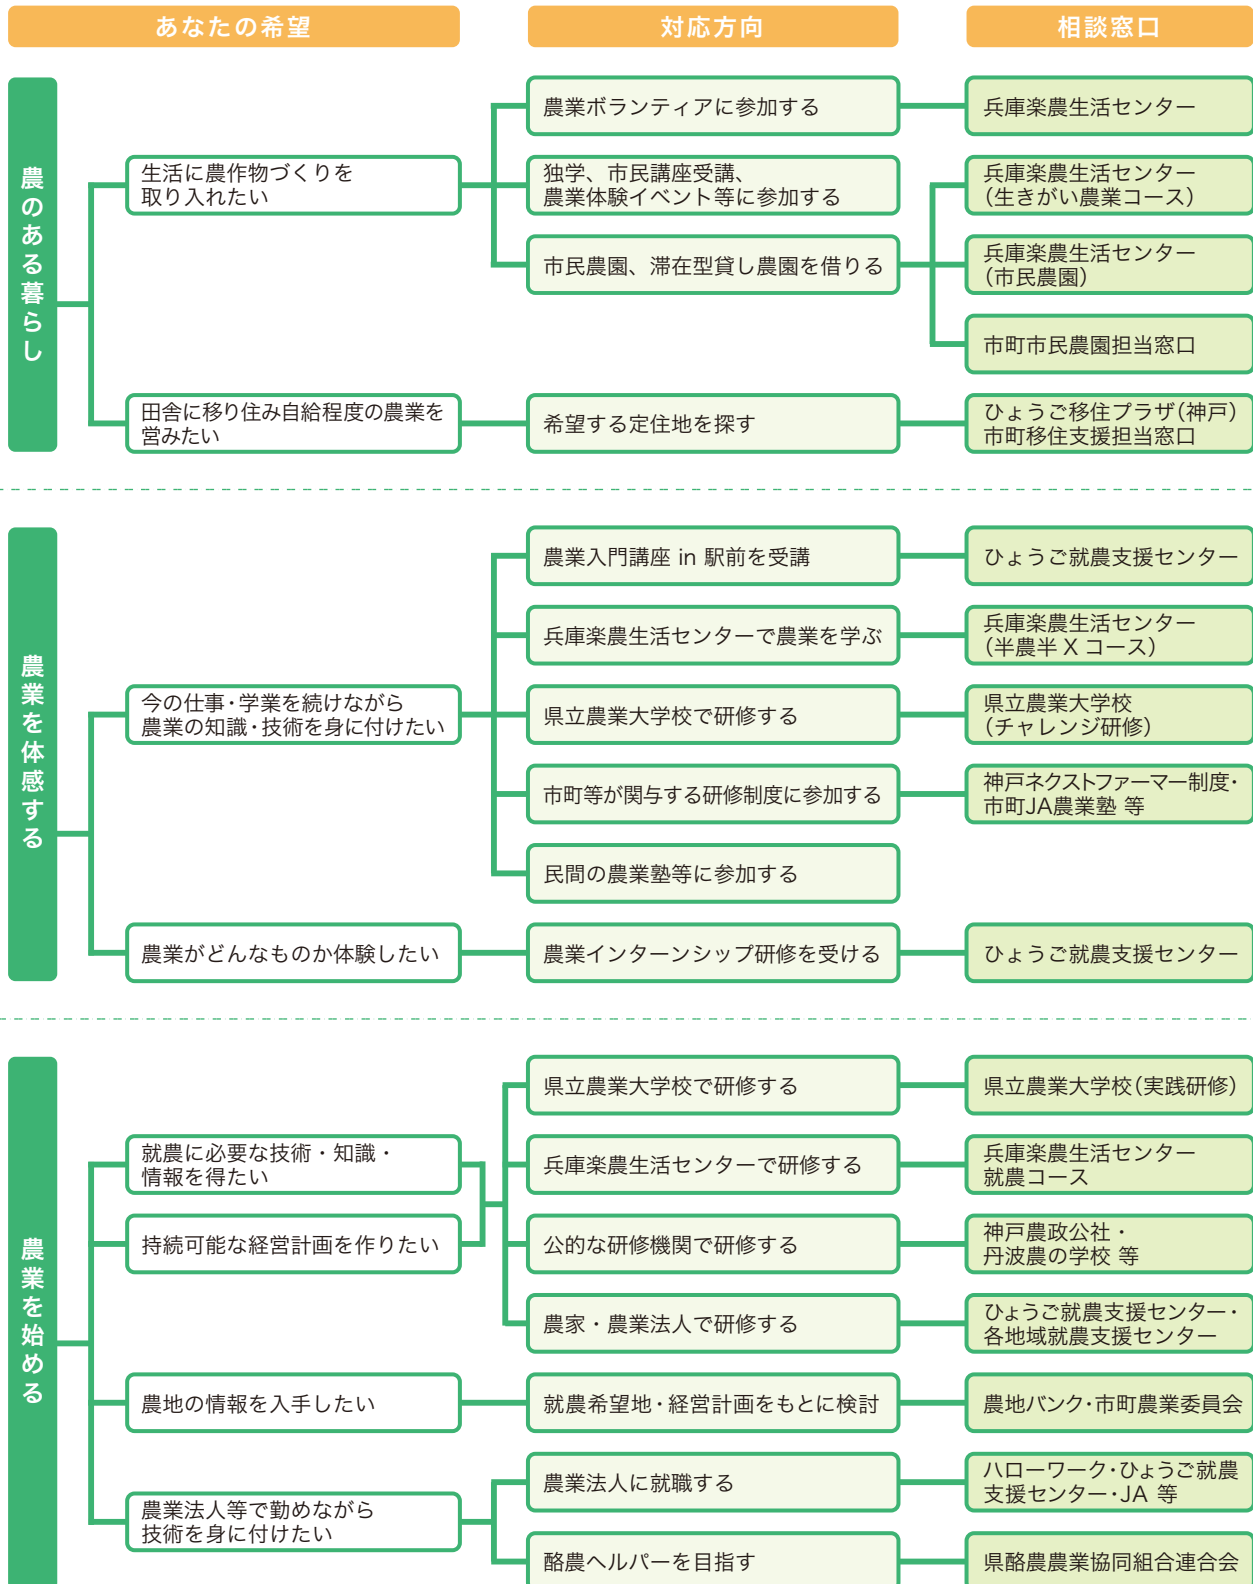 あなたの希望
対応方向
相談窓口
農のある暮らし
生活に農作物づくりを
取り入れたい
農業ボランティアに参加する
兵庫楽農生活センター
独学、市民講座受講、
農業体験イベント等に参加する
市民農園、滞在型貸し農園を借りる
兵庫楽農生活センター
（生きがい農業コース）
兵庫楽農生活センター
（市民農園）
市町市民農園担当窓口
田舎に移り住み自給程度の農業を
営みたい
希望する定住地を探す
ひょうご移住プラザ（神戸）
市町移住支援担当窓口
農業を体感する
今の仕事・学業を続けながら
農業の知識・技術を身に付けたい
農業入門講座 in 駅前を受講
ひょうご就農支援センター
兵庫楽農生活センターで農業を学ぶ
兵庫楽農生活センター
（半農半 X コース）
県立農業大学校で研修する
県立農業大学校
（チャレンジ研修）
市町等が関与する研修制度に参加する
神戸ネクストファーマー制度・
市町JA農業塾 等
民間の農業塾等に参加する
農業がどんなものか体験したい
農業インターンシップ研修を受ける
ひょうご就農支援センター
農業を始める
就農に必要な技術・知識・
情報を得たい
持続可能な経営計画を作りたい
県立農業大学校で研修する
県立農業大学校（実践研修）
兵庫楽農生活センターで研修する
兵庫楽農生活センター
就農コース
公的な研修機関で研修する
神戸農政公社・
丹波農の学校 等
農家・農業法人で研修する
ひょうご就農支援センター・
各地域就農支援センター
農地の情報を入手したい
就農希望地・経営計画をもとに検討
農地バンク・市町農業委員会
農業法人等で勤めながら
技術を身に付けたい
農業法人に就職する
ハローワーク・ひょうご就農
支援センター・JA 等
酪農ヘルパーを目指す
県酪農農業協同組合連合会